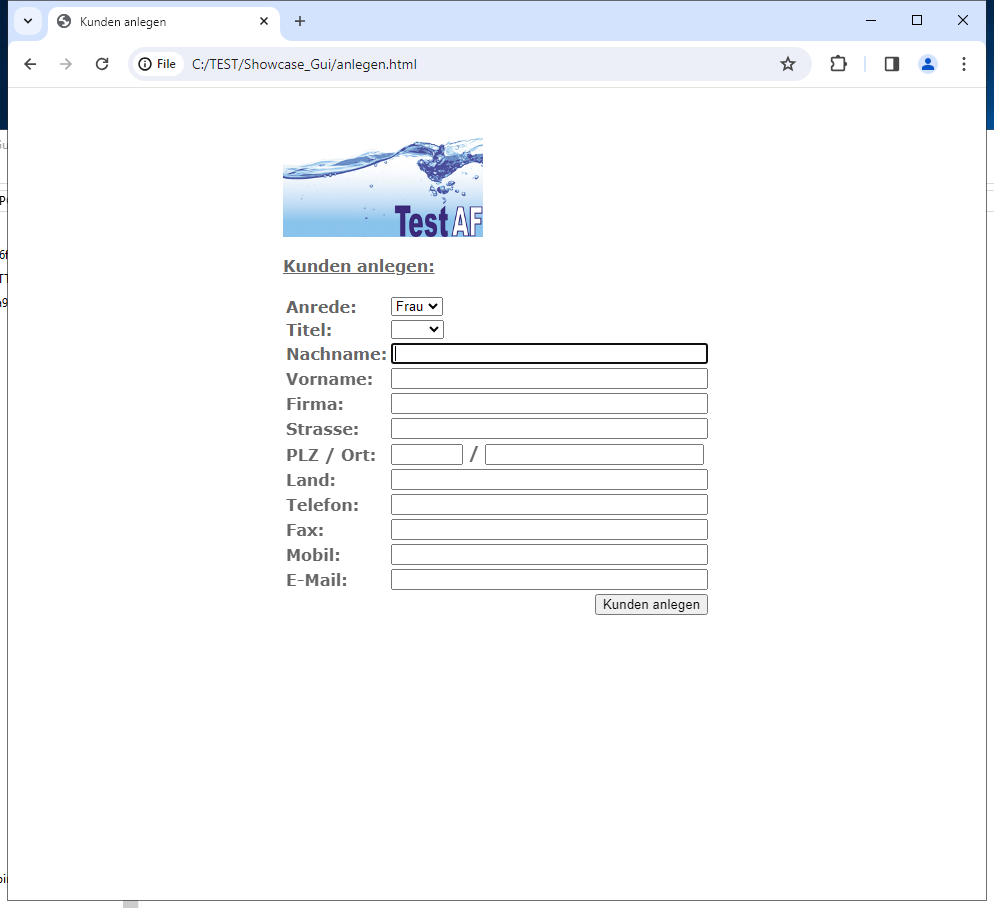 Kunden anlegen
File C:/TEST/Showcase_Gui/anlegen.html
Test AF
Kunden anlegen:
Anrede: Frau
Titel:
Nachname:
Vorname:
Firma:
Strasse:
PLZ / Ort: /
Land:
Telefon:
Fax:
Mobil:
E-Mail:
Kunden anlegen